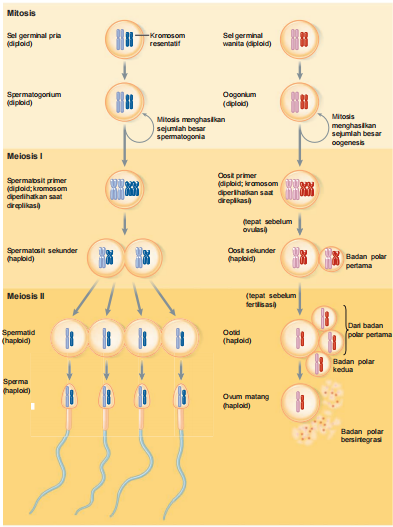 Mitosis
Sel germinal pria
(diploid)
Kromosom
resentatif
Sel germinal
wanita (diploid)
Spermatogonium
(diploid)
Oogonium
(diploid)
Mitosis menghasilkan
sejumlah besar
spermatogonia
Mitosis
menghasilkan
sejumlah besar
oogenesis
Meiosis I
Spermatosit primer
(diploid; kromosom
diperlihatkan saat
direplikasi)
Oosit primer
(diploid; kromosom
diperlihatkan saat
direplikasi)
(tepat sebelum
ovulasi)
Spermatosit sekunder
(haploid)
Oosit sekunder
(haploid)
Badan polar
pertama
Meiosis II
(tepat sebelum
fertilisasi)
Spermatid
(haploid)
Ootid
(haploid)
Dari badan
polar pertama
Badan polar
kedua
Sperma
(haploid)
Ovum matang
(haploid)
Badan polar
bersintegrasi